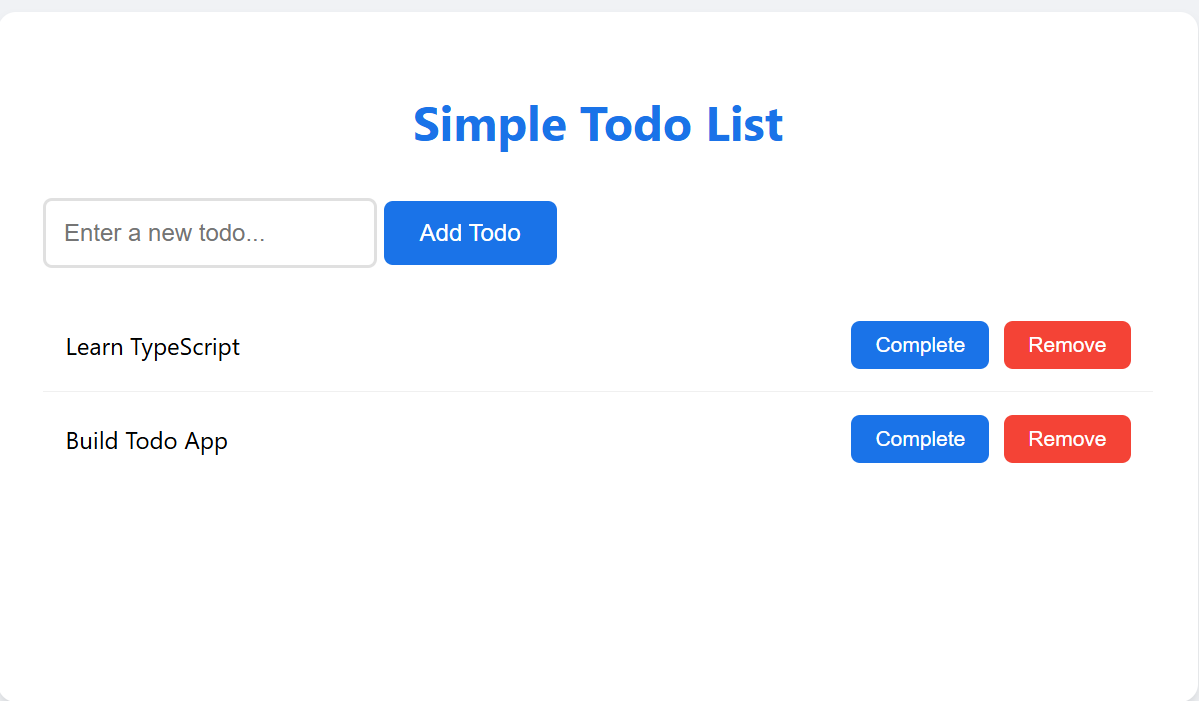 Simple Todo List
Enter a new todo... Add Todo
Learn TypeScript Complete Remove
Build Todo App Complete Remove